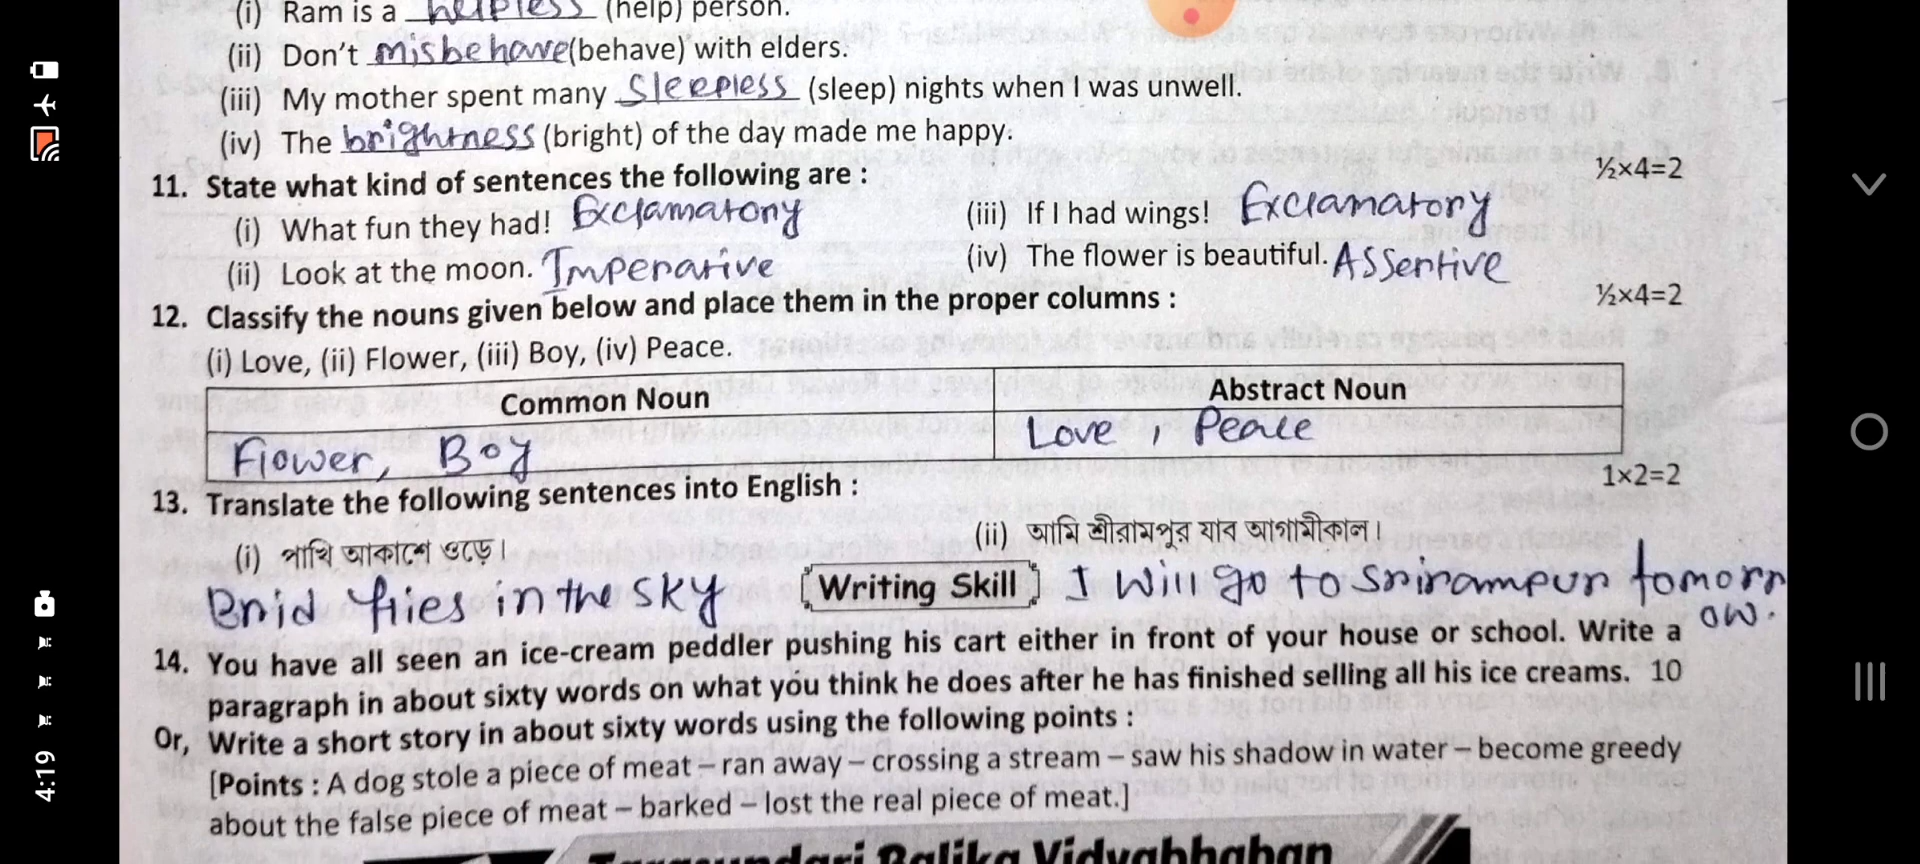 (i) Ram is a helpless (help) person.
(ii) Don't misbehave (behave) with elders.
(iii) My mother spent many sleepless (sleep) nights when I was unwell.
(iv) The brightness (bright) of the day made me happy.
11. State what kind of sentences the following are : ½×4=2
(i) What fun they had! Exclamatory (iii) If I had wings! Exclamatory
(ii) Look at the moon. Imperative (iv) The flower is beautiful. Assertive
12. Classify the nouns given below and place them in the proper columns : ½×4=2
(i) Love, (ii) Flower, (iii) Boy, (iv) Peace.
Common Noun Abstract Noun
Flower, Boy Love, Peace
13. Translate the following sentences into English : 1×2=2
(i) পাখি আকাশে ওড়ে। (ii) আমি শ্রীরামপুর যাব আগামীকাল।
Brid flies in the sky Writing Skill I will go to Srirampur tomorr
ow.
14. You have all seen an ice-cream peddler pushing his cart either in front of your house or school. Write a
paragraph in about sixty words on what you think he does after he has finished selling all his ice creams. 10
Or, Write a short story in about sixty words using the following points :
[Points : A dog stole a piece of meat – ran away – crossing a stream – saw his shadow in water – become greedy
about the false piece of meat – barked – lost the real piece of meat.]
Tarasundari Balika Vidyabhaban
4:19